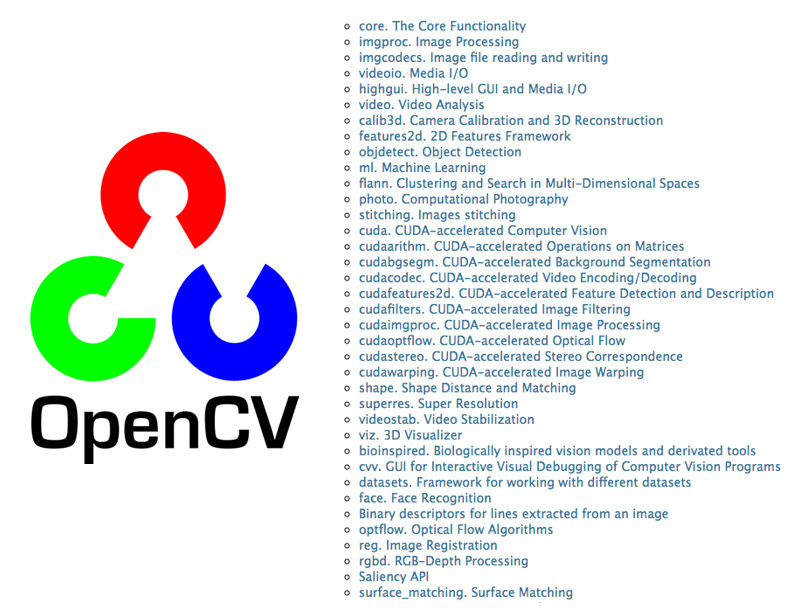 core. The Core Functionality
imgproc. Image Processing
imgcodecs. Image file reading and writing
videoio. Media I/O
highgui. High-level GUI and Media I/O
video. Video Analysis
calib3d. Camera Calibration and 3D Reconstruction
features2d. 2D Features Framework
objdetect. Object Detection
ml. Machine Learning
flann. Clustering and Search in Multi-Dimensional Spaces
photo. Computational Photography
stitching. Images stitching
cuda. CUDA-accelerated Computer Vision
cudaarithm. CUDA-accelerated Operations on Matrices
cudabgsegm. CUDA-accelerated Background Segmentation
cudacodec. CUDA-accelerated Video Encoding/Decoding
cudafeatures2d. CUDA-accelerated Feature Detection and Description
cudafilters. CUDA-accelerated Image Filtering
cudaimgproc. CUDA-accelerated Image Processing
cudaoptflow. CUDA-accelerated Optical Flow
cudastereo. CUDA-accelerated Stereo Correspondence
cudawarping. CUDA-accelerated Image Warping
shape. Shape Distance and Matching
superres. Super Resolution
videostab. Video Stabilization
viz. 3D Visualizer
bioinspired. Biologically inspired vision models and derivated tools
cvv. GUI for Interactive Visual Debugging of Computer Vision Programs
datasets. Framework for working with different datasets
face. Face Recognition
Binary descriptors for lines extracted from an image
optflow. Optical Flow Algorithms
reg. Image Registration
rgbd. RGB-Depth Processing
Saliency API
surface_matching. Surface Matching
OpenCV